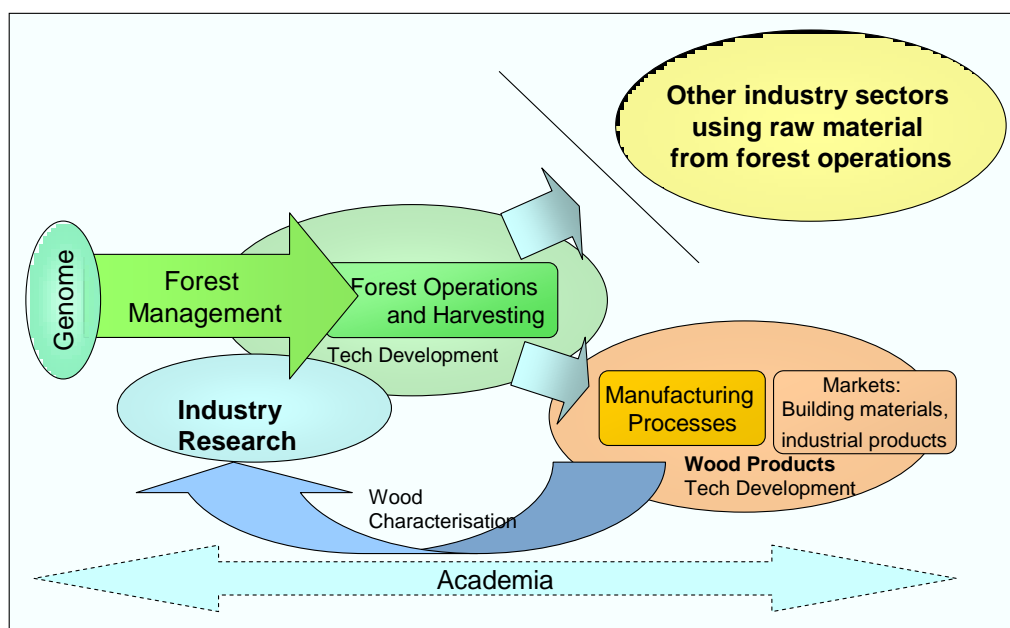 Other industry sectors
using raw material
from forest operations
Genome
Forest
Management
Forest Operations
and Harvesting
Tech Development
Industry
Research
Manufacturing
Processes
Markets:
Building materials,
industrial products
Wood Products
Tech Development
Wood
Characterisation
Academia